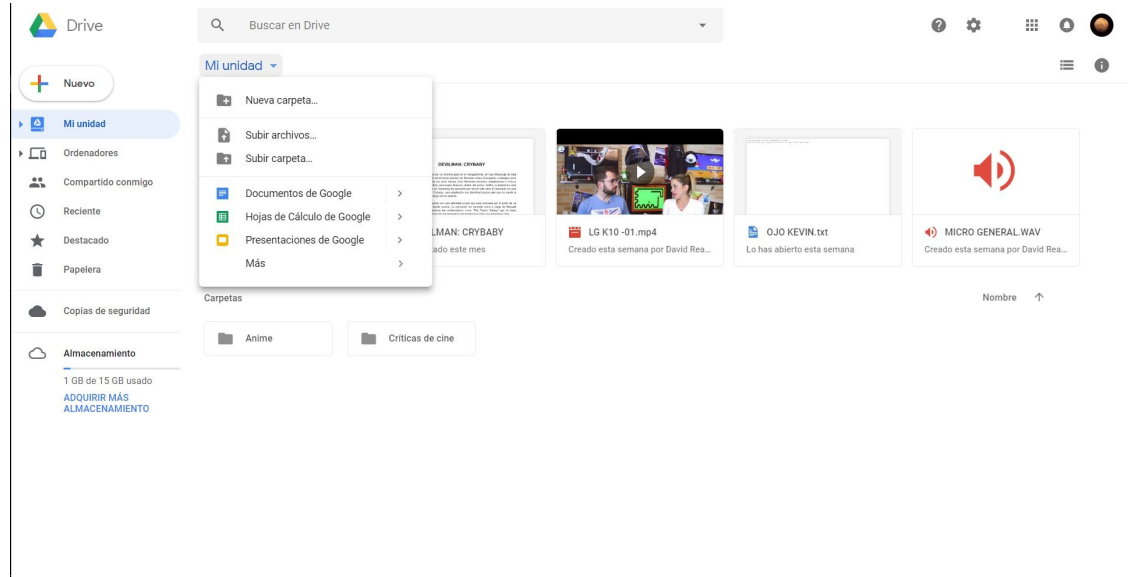 Drive
Buscar en Drive
Mi unidad
Nuevo
Nueva carpeta...
Mi unidad
Subir archivos...
Ordenadores
Subir carpeta...
Compartido conmigo
DEVILMAN: CRYBABY
Documentos de Google
Reciente
Hojas de Cálculo de Google
LMAN: CRYBABY
LG K10 -01.mp4
OJO KEVIN.txt
MICRO GENERAL.WAV
Destacado
Presentaciones de Google
ado este mes
Creado esta semana por David Rea...
Lo has abierto esta semana
Creado esta semana por David Rea...
Papelera
Más
Carpetas
Nombre
Copias de seguridad
Anime
Críticas de cine
Almacenamiento
1 GB de 15 GB usado
ADQUIRIR MÁS
ALMACENAMIENTO